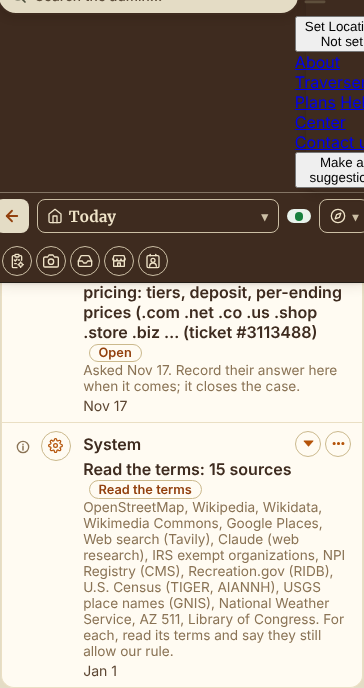 Search the admin...
Set Locati
Not set
About
Traverse
Plans Hel
Center
Contact u
Make a
suggestic
Today
pricing: tiers, deposit, per-ending
prices (.com .net .co .us .shop
.store .biz ... (ticket #3113488)
Open
Asked Nov 17. Record their answer here
when it comes; it closes the case.
Nov 17
System
Read the terms: 15 sources
Read the terms
OpenStreetMap, Wikipedia, Wikidata,
Wikimedia Commons, Google Places,
Web search (Tavily), Claude (web
research), IRS exempt organizations, NPI
Registry (CMS), Recreation.gov (RIDB),
U.S. Census (TIGER, AIANNH), USGS
place names (GNIS), National Weather
Service, AZ 511, Library of Congress. For
each, read its terms and say they still
allow our rule.
Jan 1